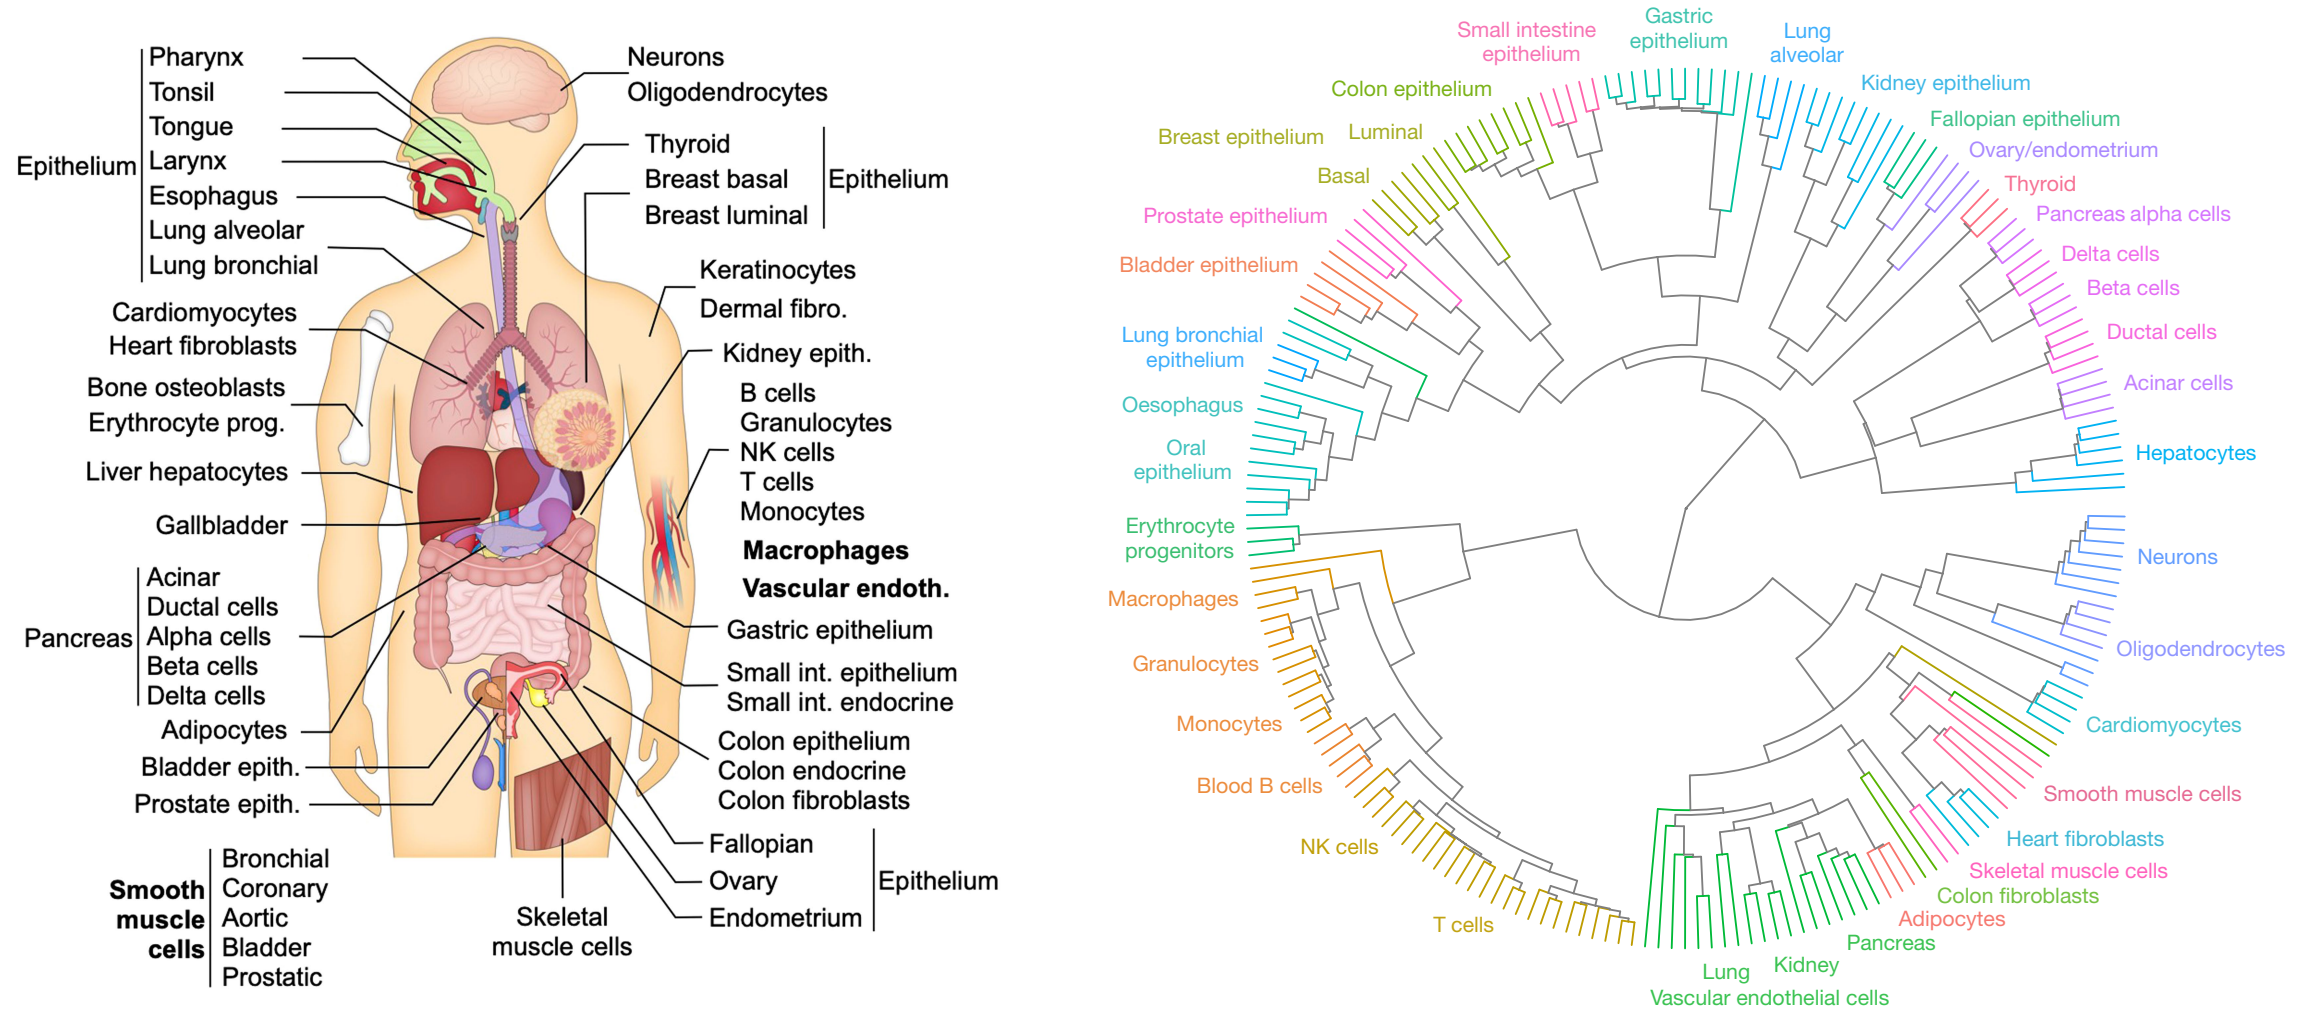 Pharynx
Tonsil
Tongue
Larynx
Epithelium
Esophagus
Lung alveolar
Lung bronchial
Cardiomyocytes
Heart fibroblasts
Bone osteoblasts
Erythrocyte prog.
Liver hepatocytes
Gallbladder
Acinar
Ductal cells
Pancreas
Alpha cells
Beta cells
Delta cells
Adipocytes
Bladder epith.
Prostate epith.
Smooth
muscle
cells
Bronchial
Coronary
Aortic
Bladder
Prostatic
Neurons
Oligodendrocytes
Thyroid
Breast basal
Breast luminal
Epithelium
Keratinocytes
Dermal fibro.
Kidney epith.
B cells
Granulocytes
NK cells
T cells
Monocytes
Macrophages
Vascular endoth.
Gastric epithelium
Small int. epithelium
Small int. endocrine
Colon epithelium
Colon endocrine
Colon fibroblasts
Fallopian
Ovary
Endometrium
Epithelium
Skeletal
muscle cells
Gastric
epithelium
Small intestine
epithelium
Colon epithelium
Breast epithelium
Luminal
Basal
Prostate epithelium
Bladder epithelium
Lung bronchial
epithelium
Oesophagus
Oral
epithelium
Erythrocyte
progenitors
Macrophages
Granulocytes
Monocytes
Blood B cells
NK cells
T cells
Lung
alveolar
Kidney epithelium
Fallopian epithelium
Ovary/endometrium
Thyroid
Pancreas alpha cells
Delta cells
Beta cells
Ductal cells
Acinar cells
Hepatocytes
Neurons
Oligodendrocytes
Cardiomyocytes
Smooth muscle cells
Heart fibroblasts
Skeletal muscle cells
Colon fibroblasts
Adipocytes
Pancreas
Kidney
Lung
Vascular endothelial cells